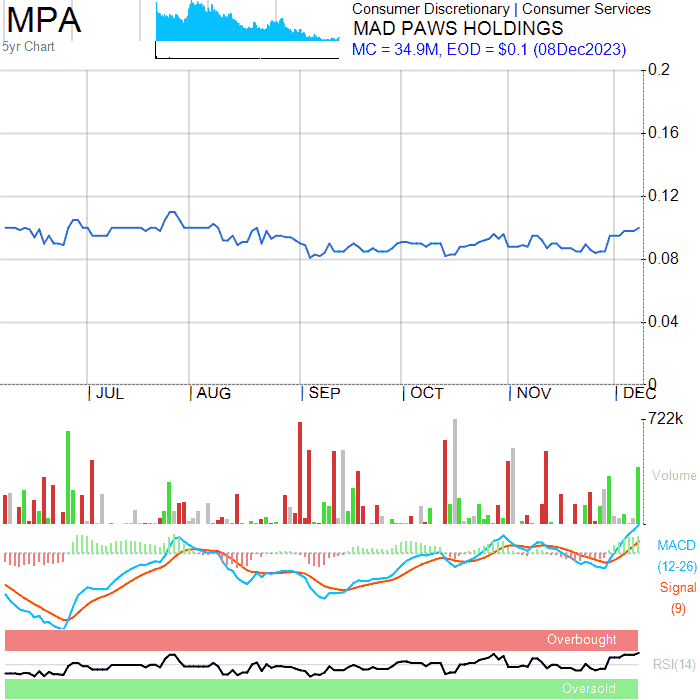 MPA
5yr Chart
Consumer Discretionary | Consumer Services
MAD PAWS HOLDINGS
MC = 34.9M, EOD = $0.1 (08Dec2023)
0.2
0.16
0.12
0.08
0.04
0
JUL AUG SEP OCT NOV DEC
722k
Volume
MACD
(12-26)
Signal
(9)
Overbought
RSI(14)
Oversold